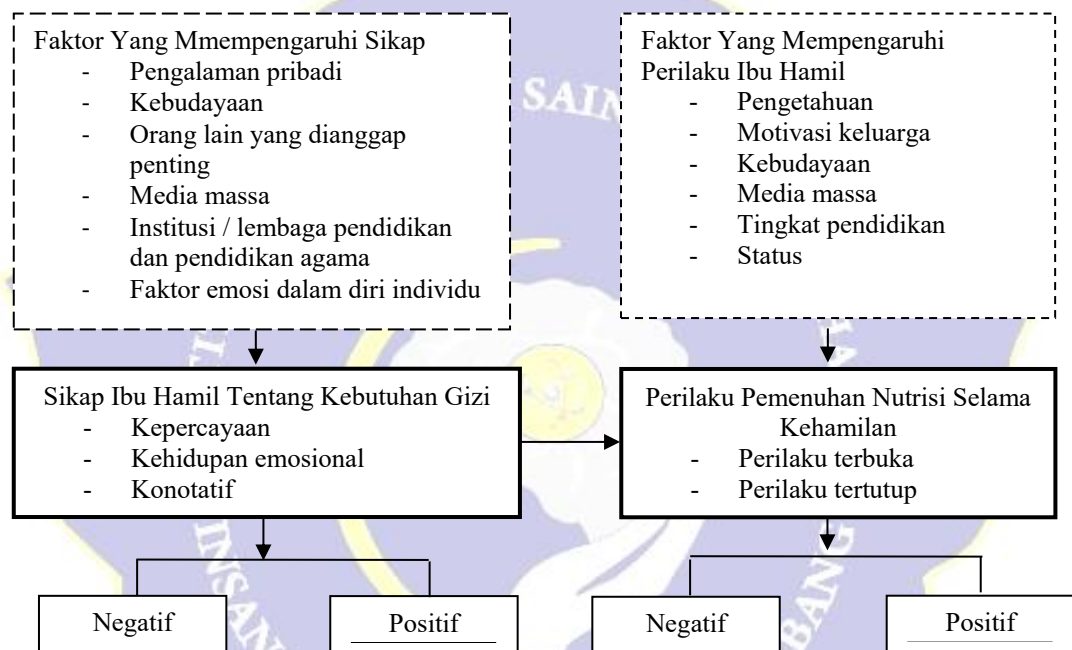 Faktor Yang Mmempengaruhi Sikap
- Pengalaman pribadi
- Kebudayaan
- Orang lain yang dianggap
penting
- Media massa
- Institusi / lembaga pendidikan
dan pendidikan agama
- Faktor emosi dalam diri individu
Faktor Yang Mempengaruhi
Perilaku Ibu Hamil
- Pengetahuan
- Motivasi keluarga
- Kebudayaan
- Media massa
- Tingkat pendidikan
- Status
Sikap Ibu Hamil Tentang Kebutuhan Gizi
- Kepercayaan
- Kehidupan emosional
- Konotatif
Perilaku Pemenuhan Nutrisi Selama
Kehamilan
- Perilaku terbuka
- Perilaku tertutup
Negatif
Positif
Negatif
Positif